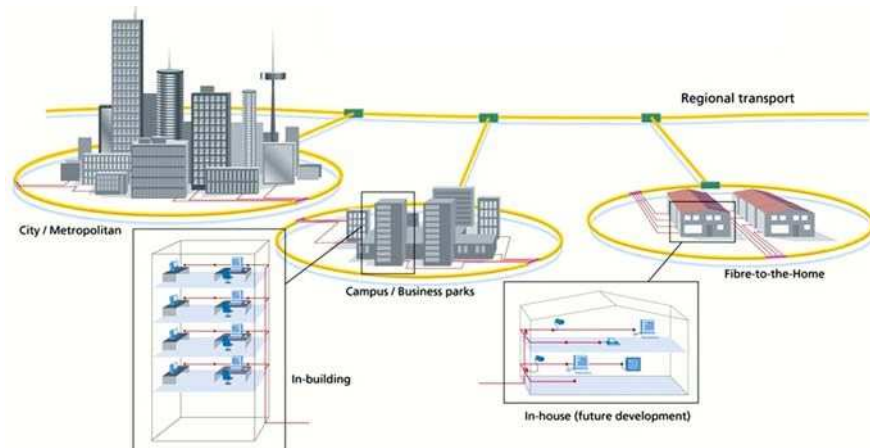 Regional transport
City / Metropolitan
Campus / Business parks
Fibre-to-the-Home
In-building
In-house (future development)